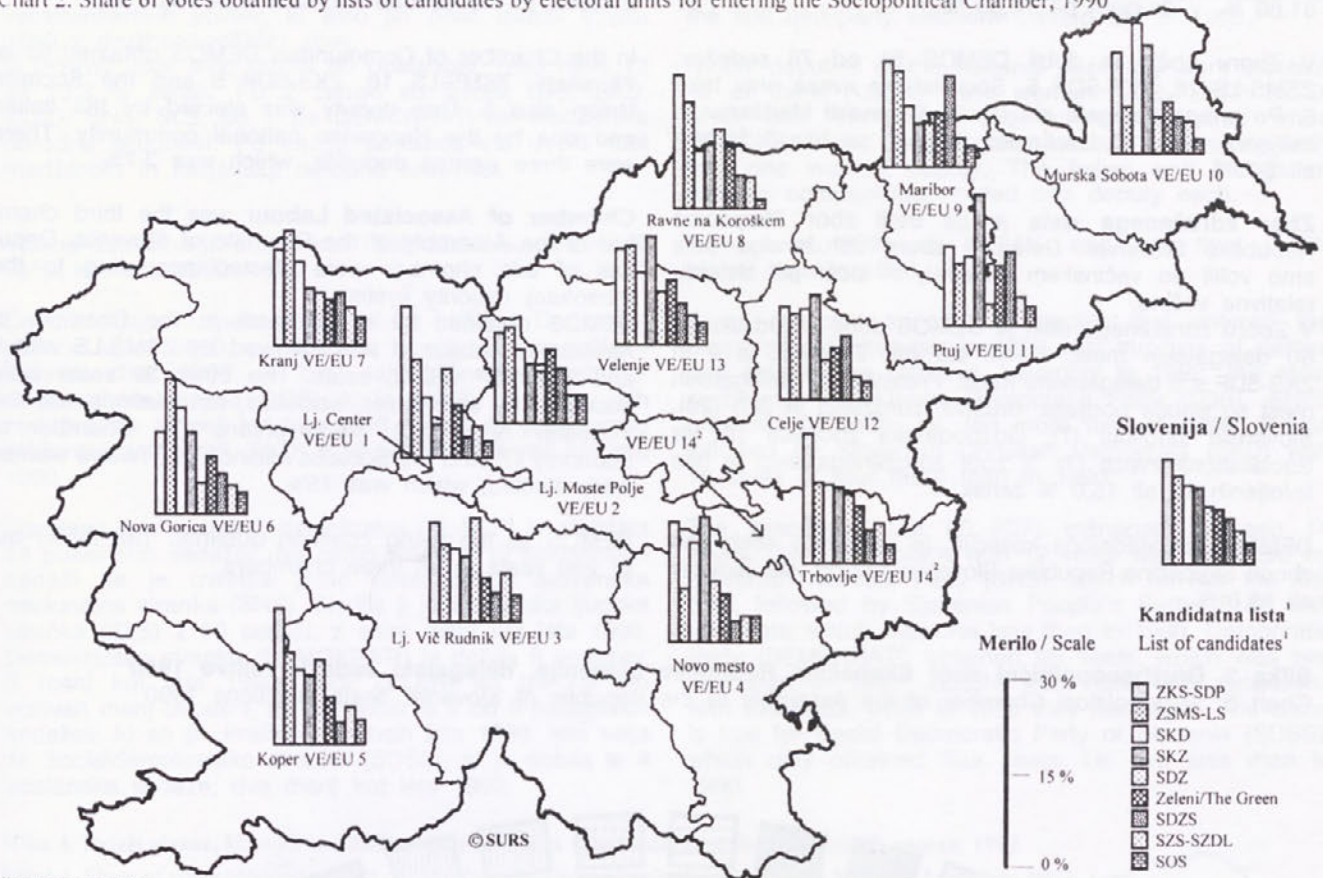 Chart 2: Share of votes obtained by lists of candidates by electoral units for entering the Sociopolitical Chamber, 1990
Murska Sobota VE/EU 10
Maribor
VE/EU 9
Ravne na Koroškem
VE/EU 8
Kranj VE/EU 7
Velenje VE/EU 13
Ptuj VE/EU 11
Celje VE/EU 12
Lj. Center
VE/EU 1
VE/EU 14²
Slovenija / Slovenia
Lj. Moste Polje
VE/EU 2
Nova Gorica VE/EU 6
Trbovlje VE/EU 14²
Lj. Vič Rudnik VE/EU 3
Novo mesto
VE/EU 4
Koper VE/EU 5
©SURS
Kandidatna lista¹
Merilo / Scale
List of candidates
30 %
15 %
0 %
ZKS-SDP
ZSMS-LS
SKD
SKZ
SDZ
Zeleni/The Green
SDZS
SZS-SZDL
SOS